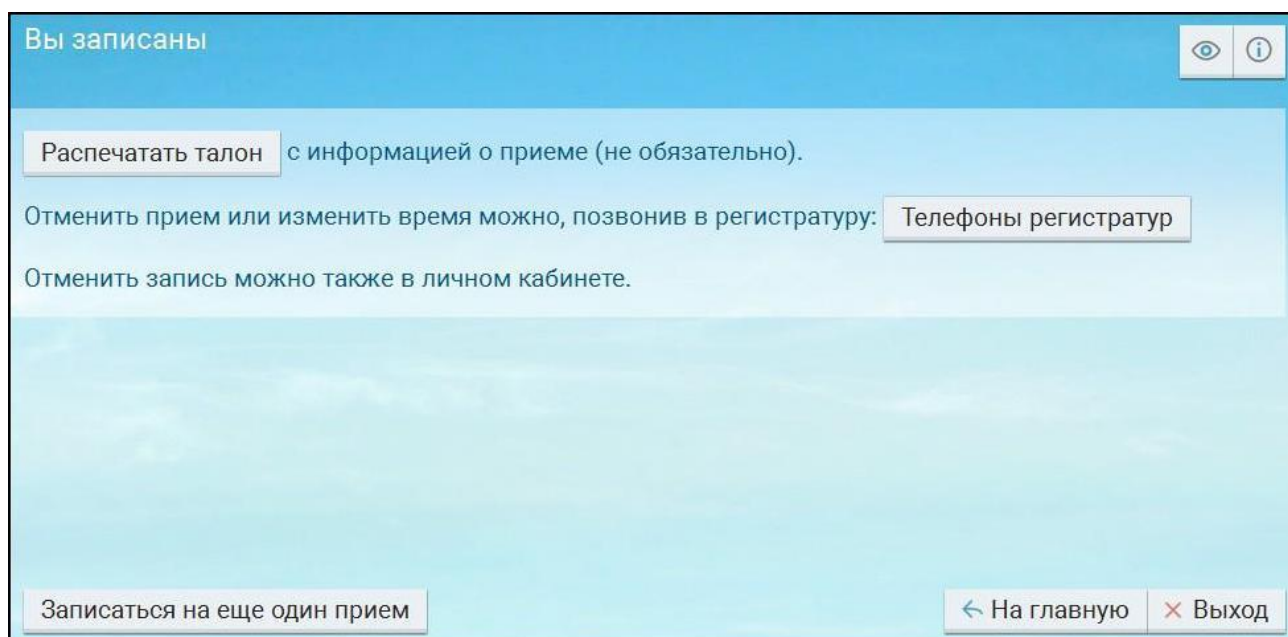 Вы записаны
Распечатать талон с информацией о приеме (не обязательно).
Отменить прием или изменить время можно, позвонив в регистратуру: Телефоны регистратур
Отменить запись можно также в личном кабинете.
Записаться на еще один прием На главную Выход